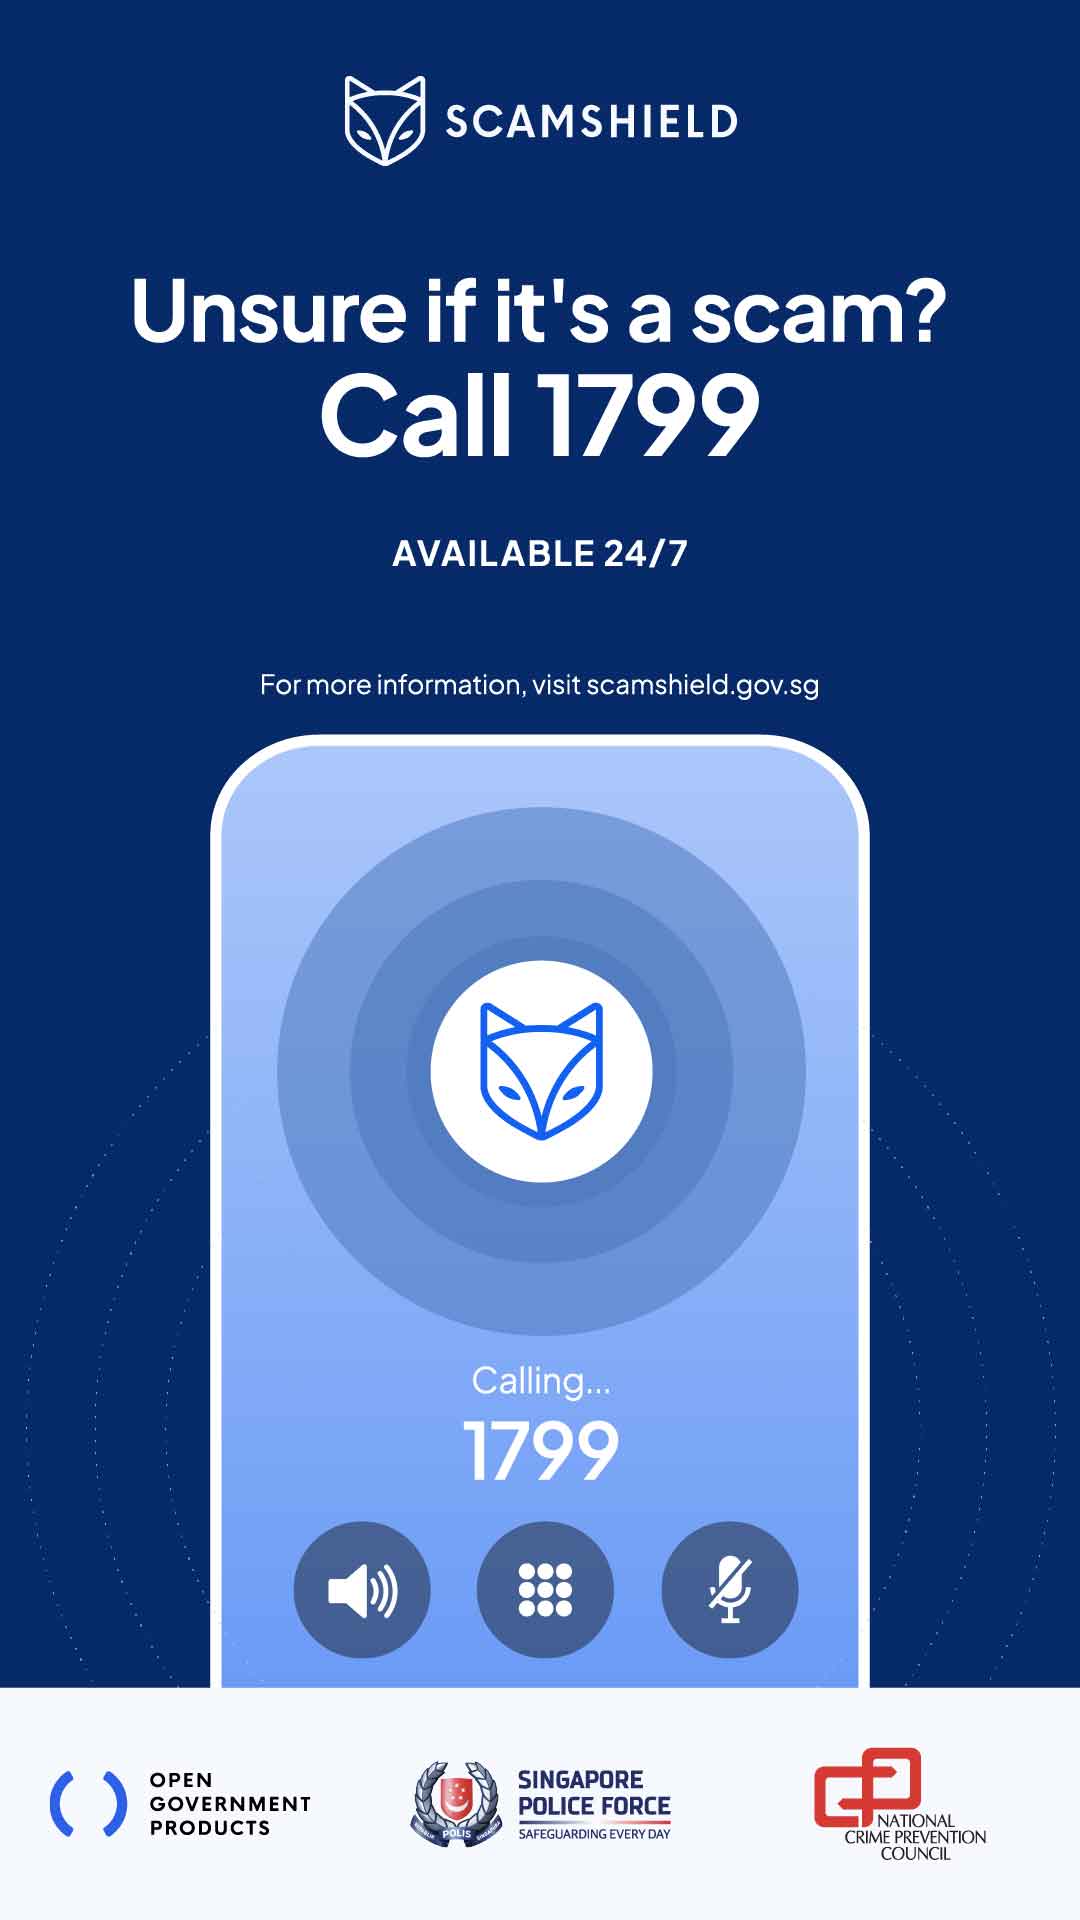 SCAMSHIELD
Unsure if it's a scam?
Call 1799
AVAILABLE 24/7
For more information, visit scamshield.gov.sg
Calling...
1799
OPEN
GOVERNMENT
PRODUCTS
POLIS
SINGAPORE
POLICE FORCE
SAFEGUARDING EVERY DAY
NATIONAL
CRIME PREVENTION
COUNCIL